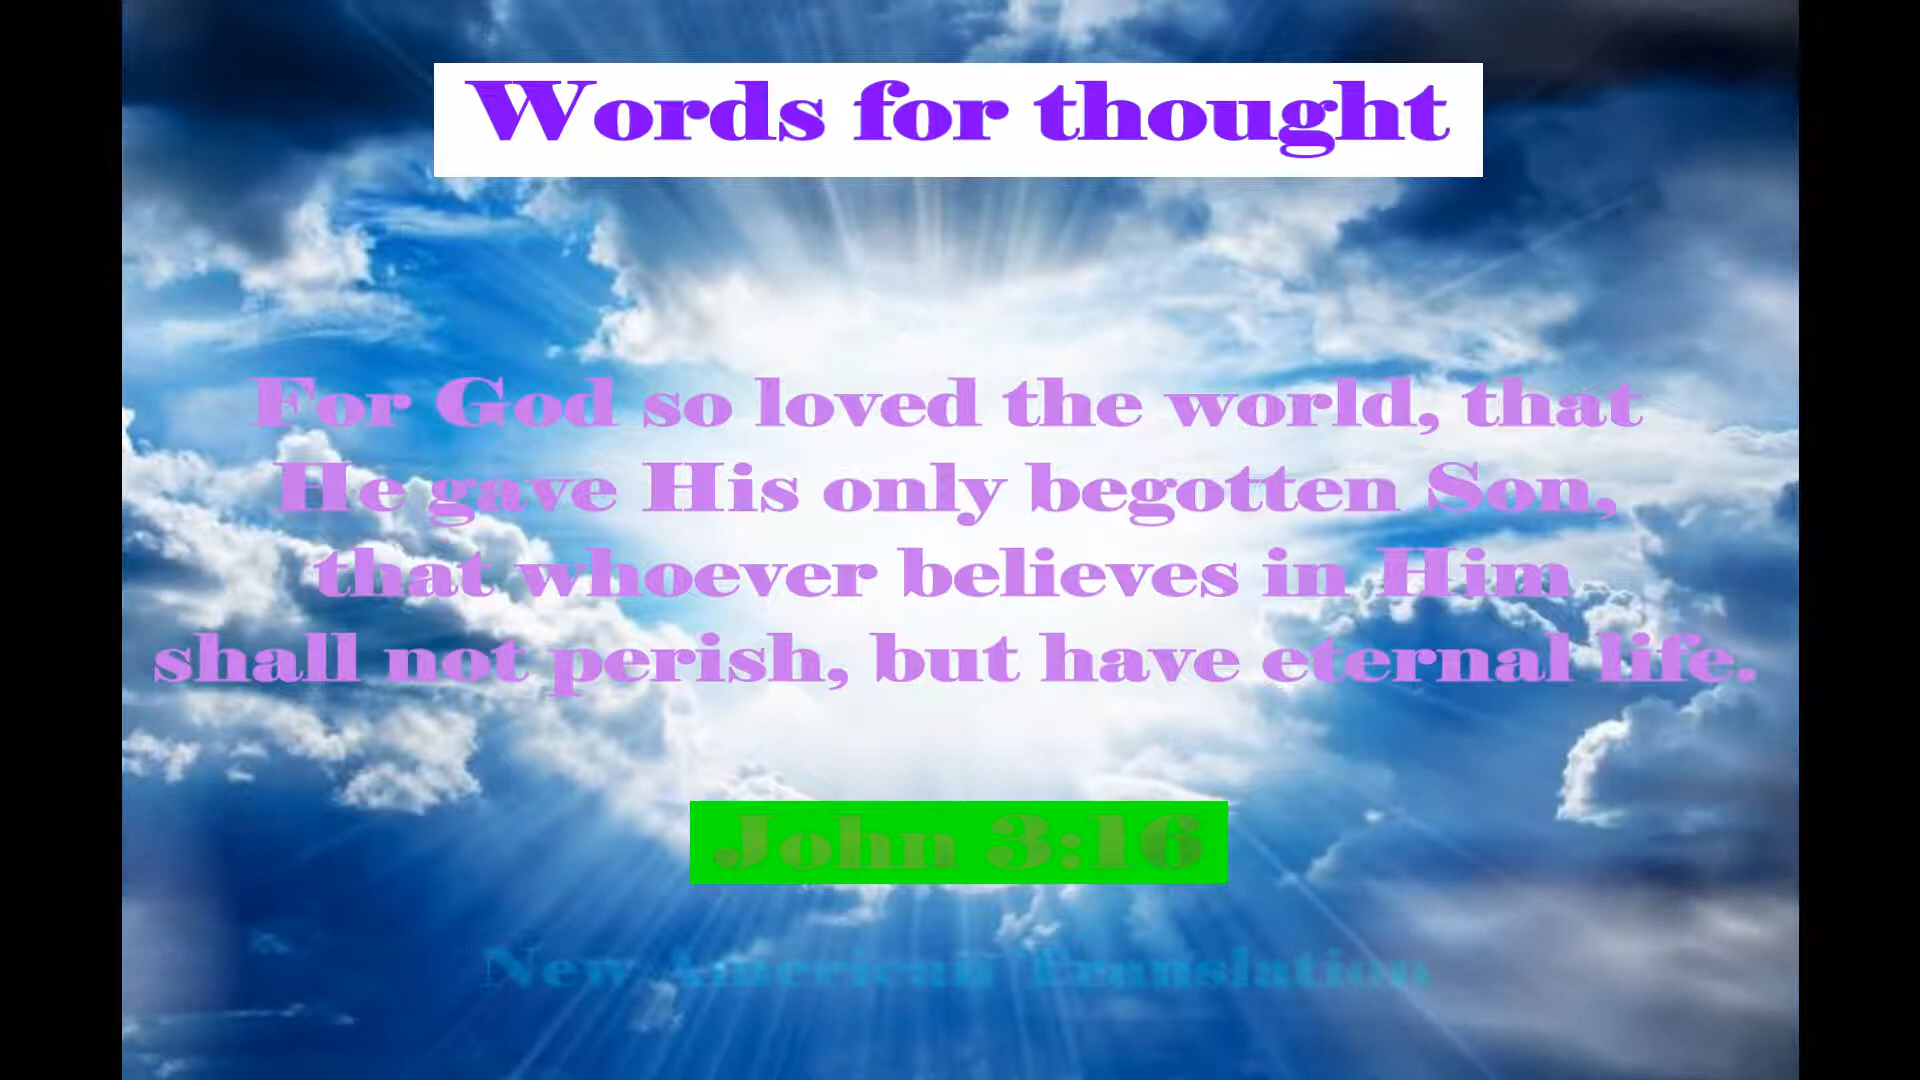 Words for thought
For God so loved the world, that
He gave His only begotten Son,
that whoever believes in Him
shall not perish, but have eternal life.
John 3:16
New American Translation